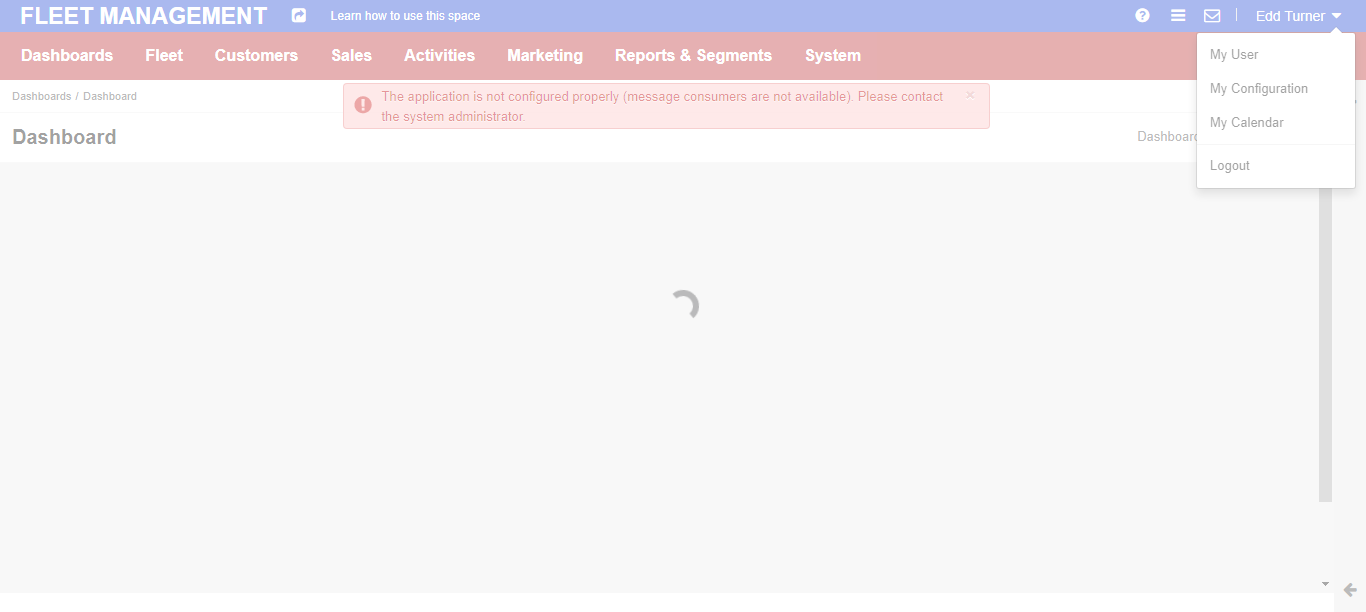 FLEET MANAGEMENT
Learn how to use this space
Edd Turner
Dashboards
Fleet
Customers
Sales
Activities
Marketing
Reports & Segments
System
My User
My Configuration
My Calendar
Logout
Dashboards / Dashboard
The application is not configured properly (message consumers are not available). Please contact
the system administrator.
×
Dashboard
Dashboard